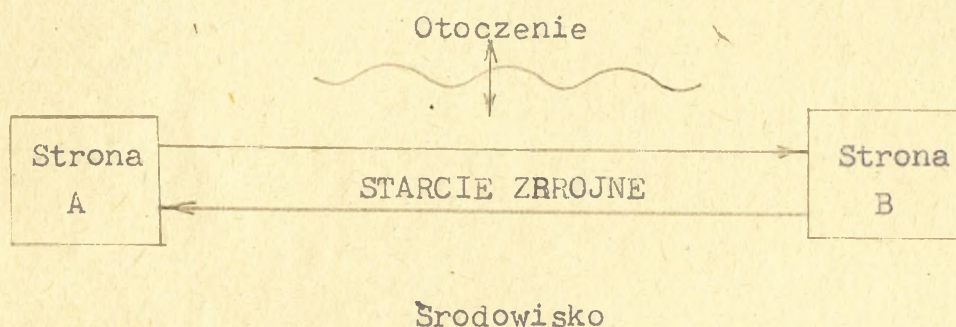 Otoczenie
Strona
A
STARCIE ZBROJNE
Strona
B
Środowisko